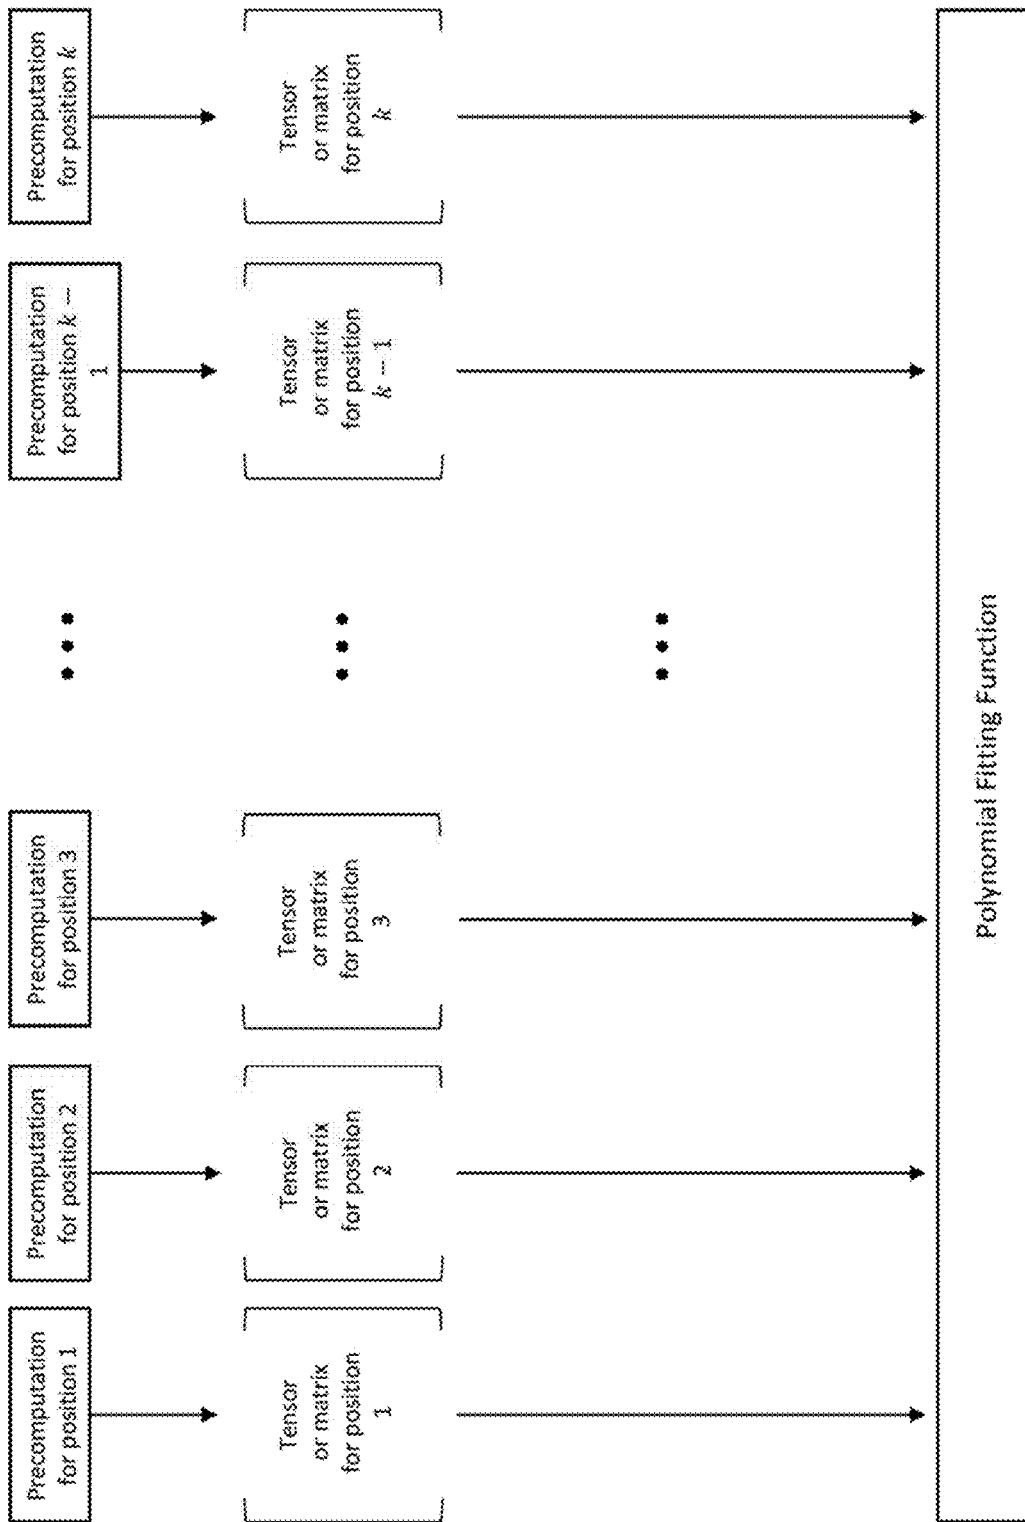 Precomputation
for position 1
Precomputation
for position 2
Precomputation
for position 3
Precomputation
for position k –
1
Precomputation
for position k
Tensor
or matrix
for position
1
Tensor
or matrix
for position
2
Tensor
or matrix
for position
3
Tensor
or matrix
for position
k – 1
Tensor
or matrix
for position
k
Polynomial Fitting Function